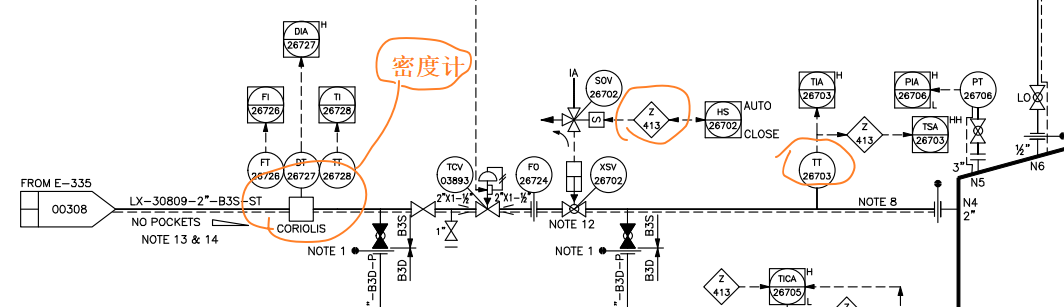 DIA
26727
H
密度计
IA
SOV
26702
FI
26726
TI
26728
Z
413
HS
26702
AUTO
CLOSE
TIA
26703
H
PIA
26706
H
L
PT
26706
LO
Z
413
TSA
26703
HH
1/2"
3"
N5
N6
FT
26726
DT
26727
TT
26728
TCV
03893
FO
26724
XSV
26702
TT
26703
FROM E-335
00308
LX-30809-2"-B3S-ST
2"X1-1/2"
2"X1-1/2"
NOTE 8
N4
2"
NO POCKETS
NOTE 13 & 14
CORIOLIS
1"
NOTE 12
NOTE 1
B3S
B3D
"-B3D-P
NOTE 1
B3S
B3D
"-B3D-P
Z
413
TICA
26705
H
L
Z
S